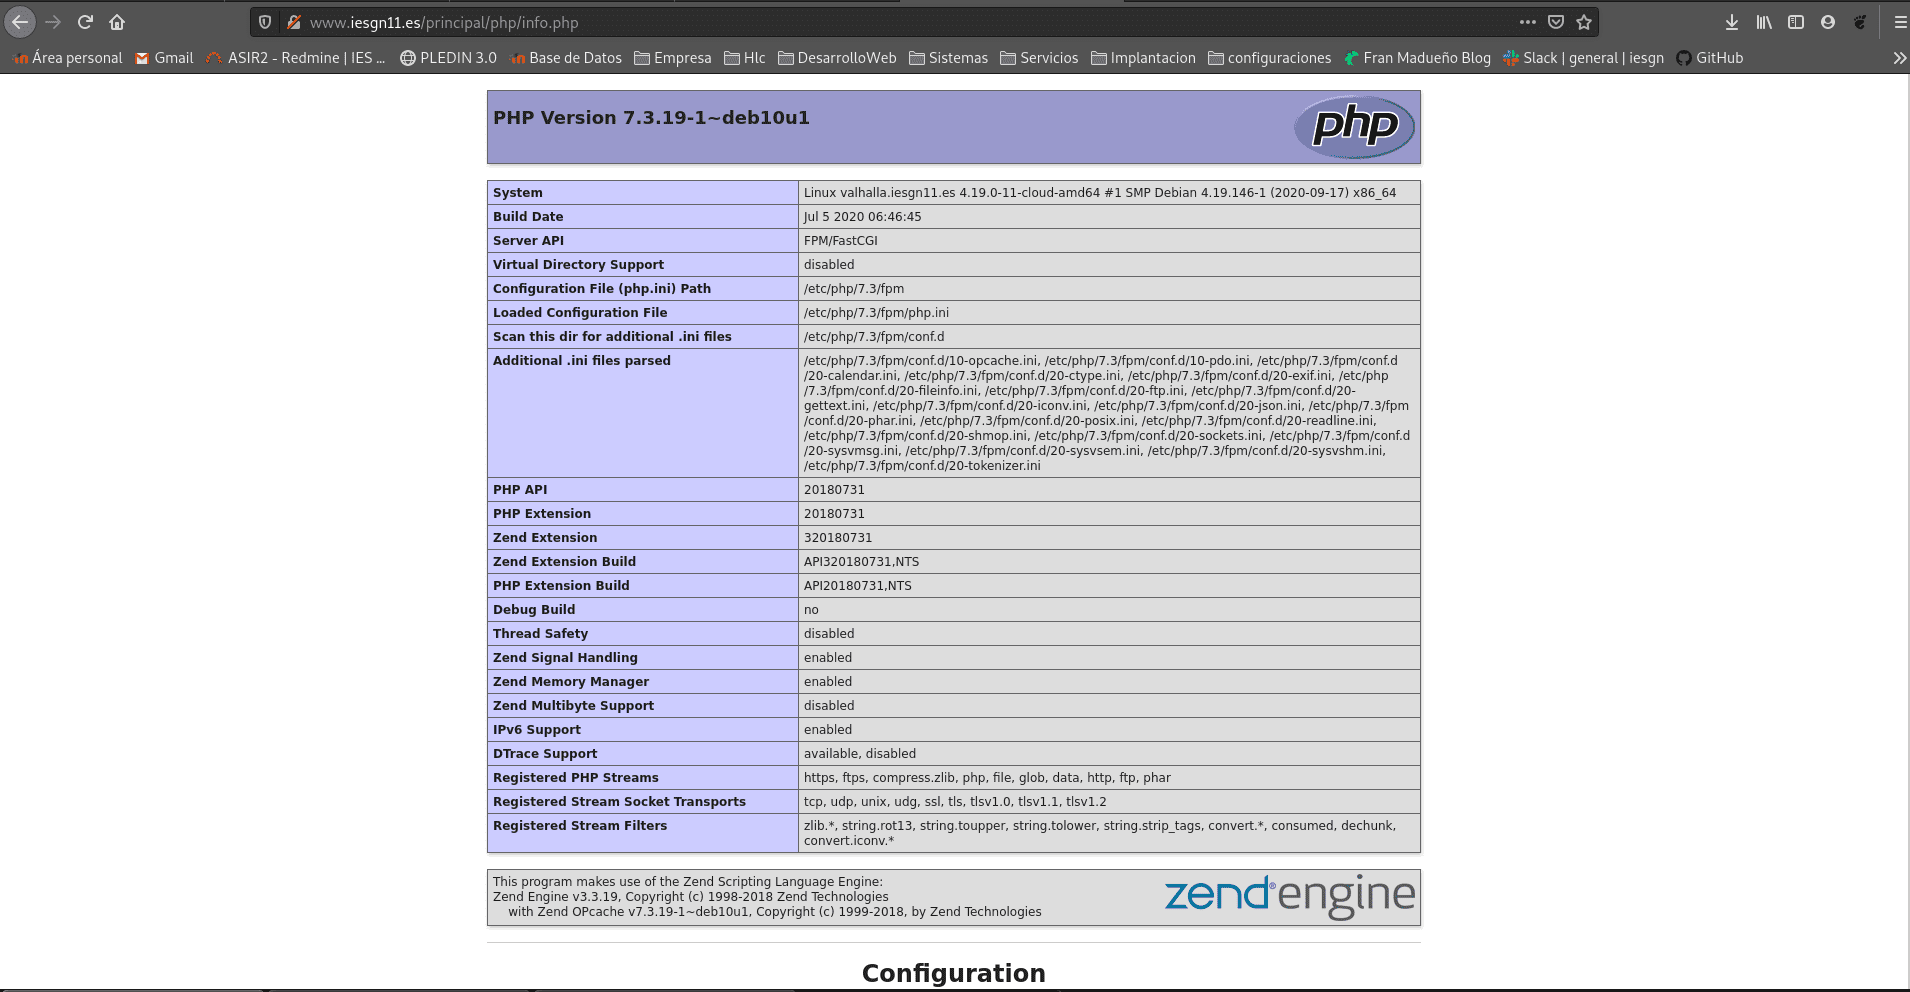 www.iesgn11.es/principal/php/info.php
Área personal
Gmail
ASIR2 - Redmine | IES ...
PLEDIN 3.0
Base de Datos
Empresa
Hlc
DesarrolloWeb
Sistemas
Servicios
Implantacion
configuraciones
Fran Madueño Blog
Slack | general | iesgn
GitHub
PHP Version 7.3.19-1~deb10u1
php
System Linux valhalla.iesgn11.es 4.19.0-11-cloud-amd64 #1 SMP Debian 4.19.146-1 (2020-09-17) x86_64
Build Date Jul 5 2020 06:46:45
Server API FPM/FastCGI
Virtual Directory Support disabled
Configuration File (php.ini) Path /etc/php/7.3/fpm
Loaded Configuration File /etc/php/7.3/fpm/php.ini
Scan this dir for additional .ini files /etc/php/7.3/fpm/conf.d
Additional .ini files parsed /etc/php/7.3/fpm/conf.d/10-opcache.ini, /etc/php/7.3/fpm/conf.d/10-pdo.ini, /etc/php/7.3/fpm/conf.d
/20-calendar.ini, /etc/php/7.3/fpm/conf.d/20-ctype.ini, /etc/php/7.3/fpm/conf.d/20-exif.ini, /etc/php
/7.3/fpm/conf.d/20-fileinfo.ini, /etc/php/7.3/fpm/conf.d/20-ftp.ini, /etc/php/7.3/fpm/conf.d/20-
gettext.ini, /etc/php/7.3/fpm/conf.d/20-iconv.ini, /etc/php/7.3/fpm/conf.d/20-json.ini, /etc/php/7.3/fpm
/conf.d/20-phar.ini, /etc/php/7.3/fpm/conf.d/20-posix.ini, /etc/php/7.3/fpm/conf.d/20-readline.ini,
/etc/php/7.3/fpm/conf.d/20-shmop.ini, /etc/php/7.3/fpm/conf.d/20-sockets.ini, /etc/php/7.3/fpm/conf.d
/20-sysvmsg.ini, /etc/php/7.3/fpm/conf.d/20-sysvsem.ini, /etc/php/7.3/fpm/conf.d/20-sysvshm.ini,
/etc/php/7.3/fpm/conf.d/20-tokenizer.ini
PHP API 20180731
PHP Extension 20180731
Zend Extension 320180731
Zend Extension Build API320180731,NTS
PHP Extension Build API20180731,NTS
Debug Build no
Thread Safety disabled
Zend Signal Handling enabled
Zend Memory Manager enabled
Zend Multibyte Support disabled
IPv6 Support enabled
DTrace Support available, disabled
Registered PHP Streams https, ftps, compress.zlib, php, file, glob, data, http, ftp, phar
Registered Stream Socket Transports tcp, udp, unix, udg, ssl, tls, tlsv1.0, tlsv1.1, tlsv1.2
Registered Stream Filters zlib.*, string.rot13, string.toupper, string.tolower, string.strip_tags, convert.*, consumed, dechunk,
convert.iconv.*
This program makes use of the Zend Scripting Language Engine:
Zend Engine v3.3.19, Copyright (c) 1998-2018 Zend Technologies
with Zend OPcache v7.3.19-1~deb10u1, Copyright (c) 1999-2018, by Zend Technologies
zend® engine
Configuration